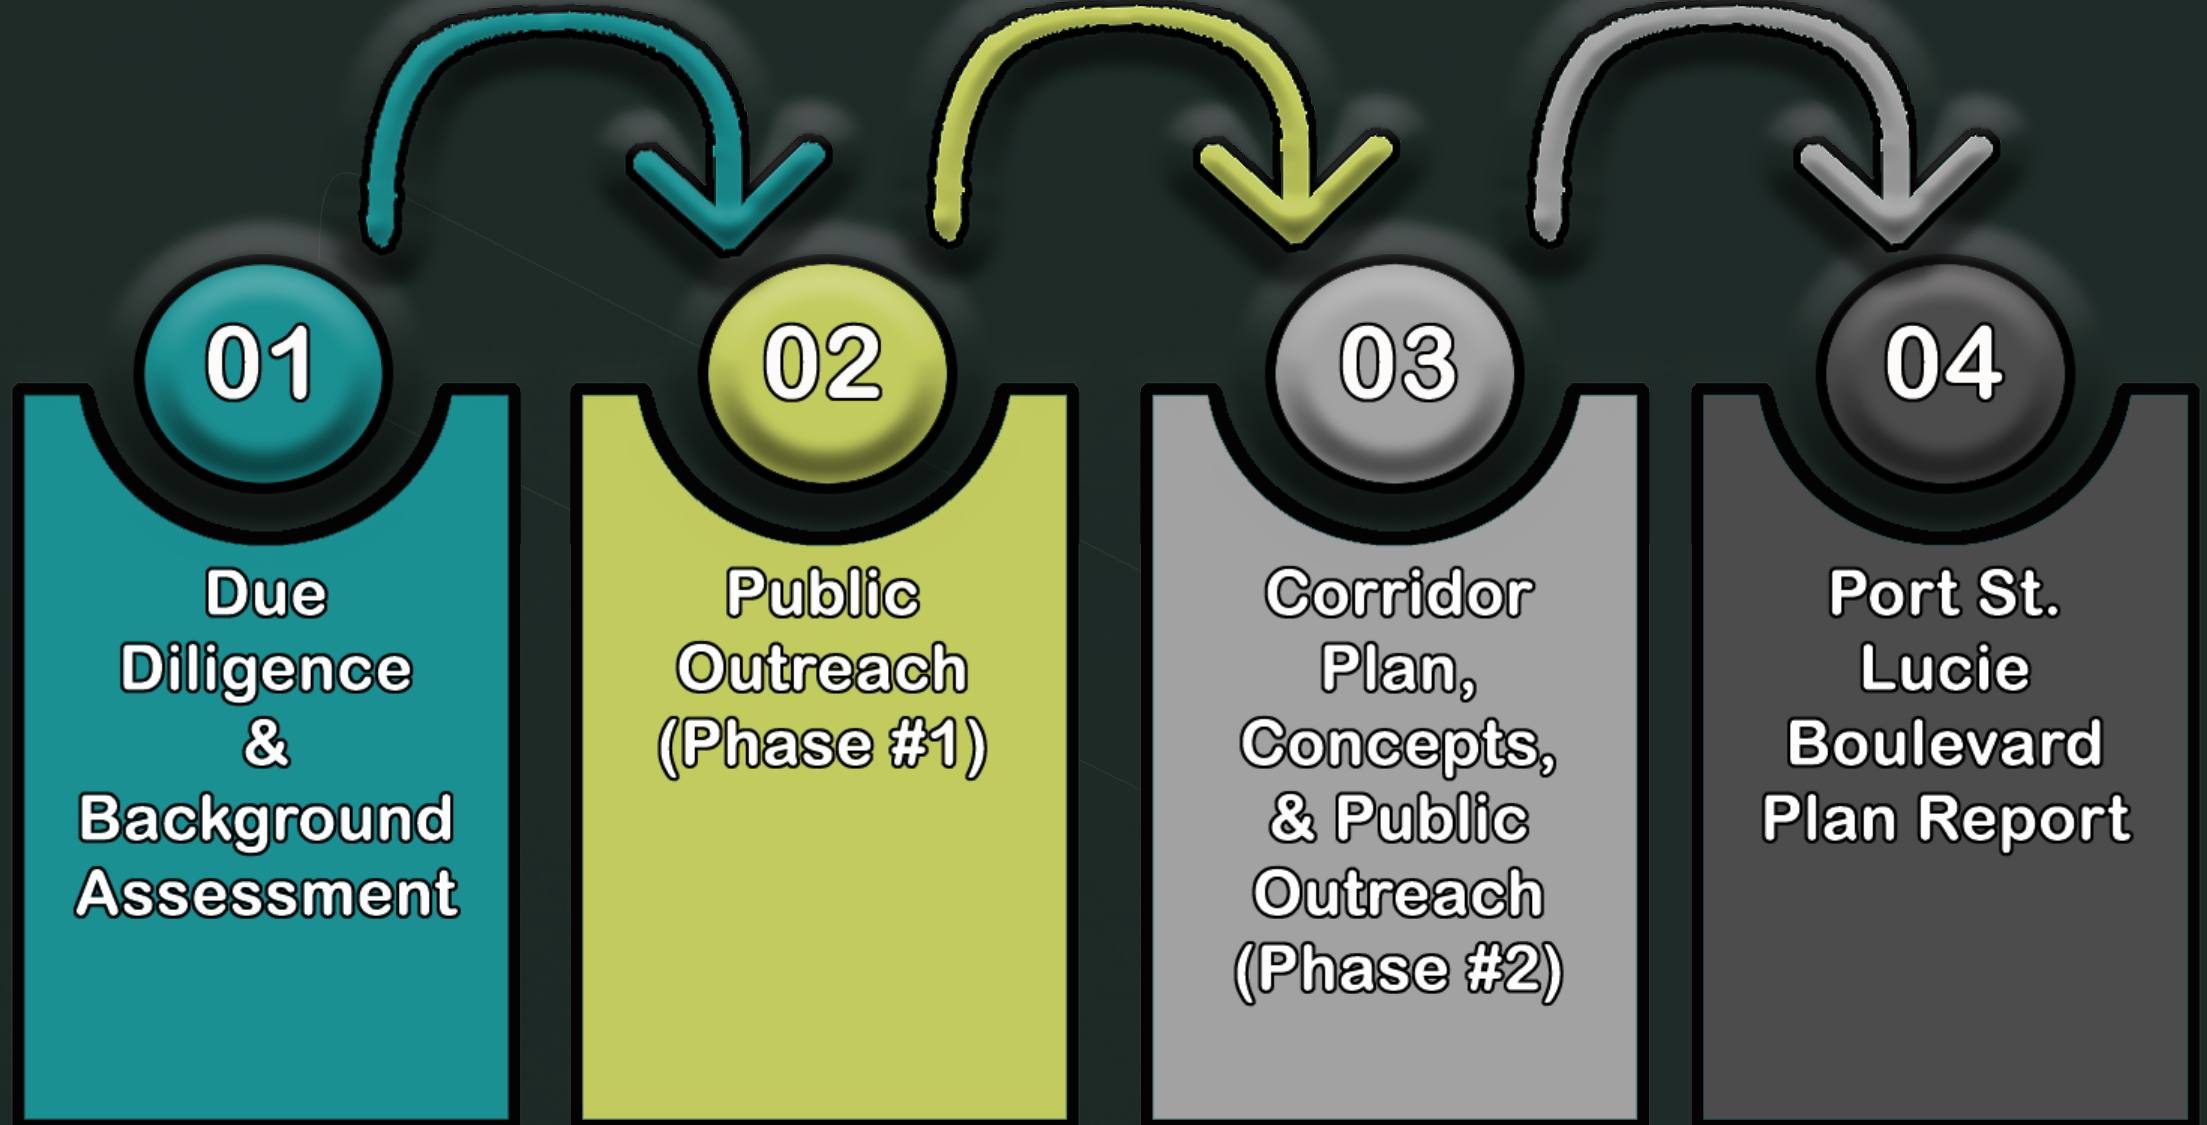 01
Due
Diligence
&
Background
Assessment
02
Public
Outreach
(Phase #1)
03
Corridor
Plan,
Concepts,
& Public
Outreach
(Phase #2)
04
Port St.
Lucie
Boulevard
Plan Report